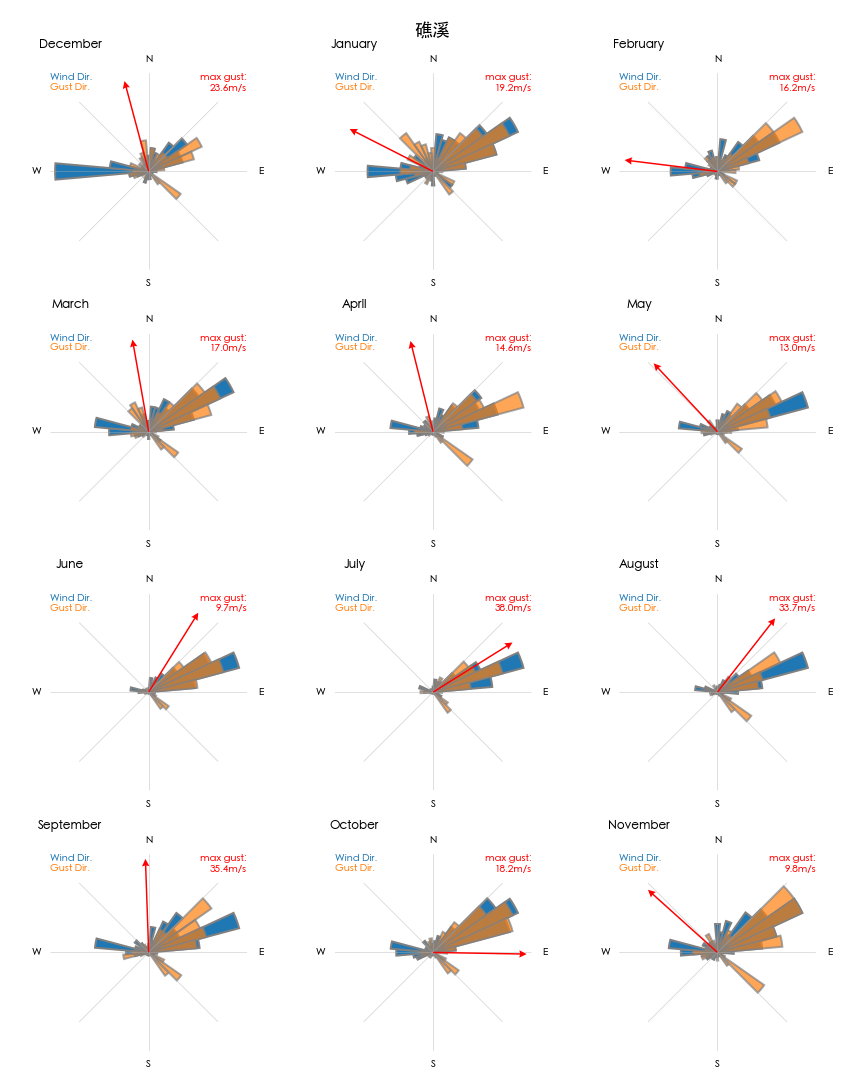 礁溪
December
N
Wind Dir.
Gust Dir.
max gust:
23.6m/s
W
E
S
January
N
Wind Dir.
Gust Dir.
max gust:
19.2m/s
W
E
S
February
N
Wind Dir.
Gust Dir.
max gust:
16.2m/s
W
E
S
March
N
Wind Dir.
Gust Dir.
max gust:
17.0m/s
W
E
S
April
N
Wind Dir.
Gust Dir.
max gust:
14.6m/s
W
E
S
May
N
Wind Dir.
Gust Dir.
max gust:
13.0m/s
W
E
S
June
N
Wind Dir.
Gust Dir.
max gust:
9.7m/s
W
E
S
July
N
Wind Dir.
Gust Dir.
max gust:
38.0m/s
W
E
S
August
N
Wind Dir.
Gust Dir.
max gust:
33.7m/s
W
E
S
September
N
Wind Dir.
Gust Dir.
max gust:
35.4m/s
W
E
S
October
N
Wind Dir.
Gust Dir.
max gust:
18.2m/s
W
E
S
November
N
Wind Dir.
Gust Dir.
max gust:
9.8m/s
W
E
S